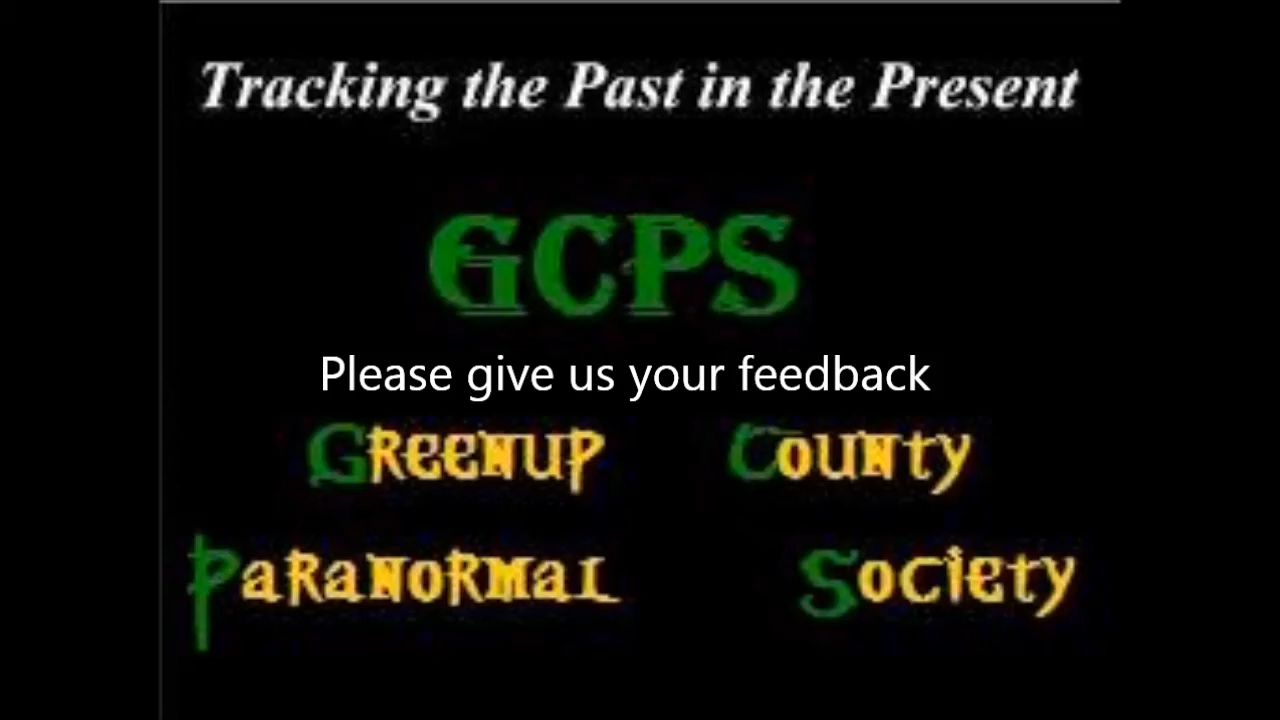 Tracking the Past in the Present
GCPS
Please give us your feedback
Greenup County
Paranormal Society